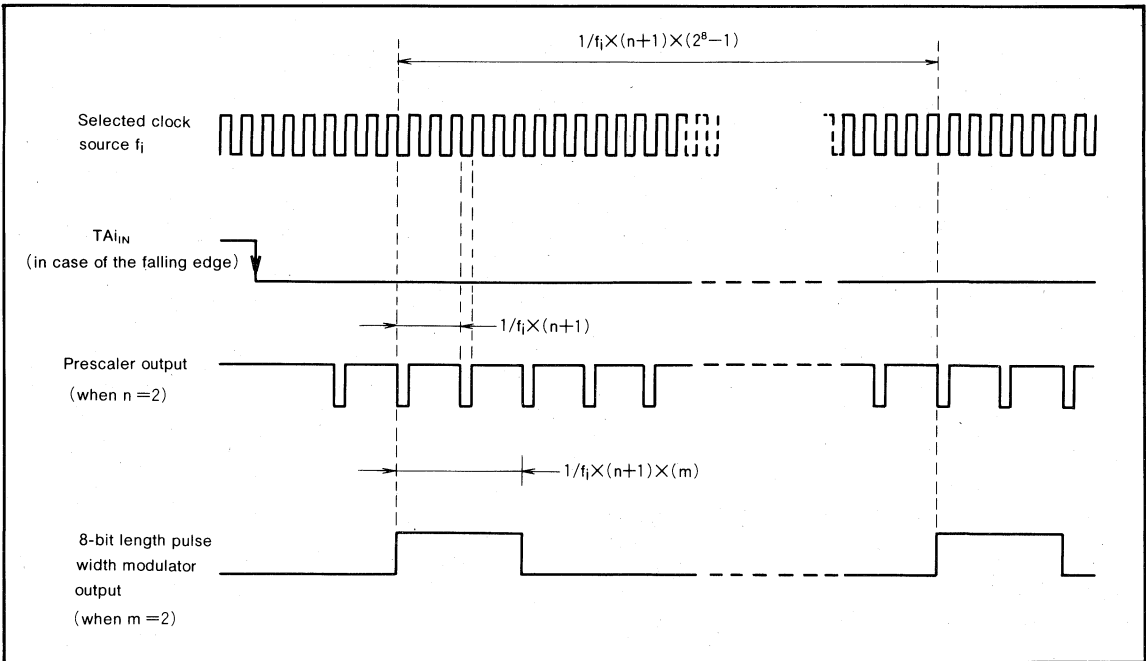 1/fᵢ×(n+1)×(2⁸−1)
Selected clock
source fᵢ
TAiIN
(in case of the falling edge)
1/fᵢ×(n+1)
Prescaler output
(when n=2)
1/fᵢ×(n+1)×(m)
8-bit length pulse
width modulator
output
(when m=2)